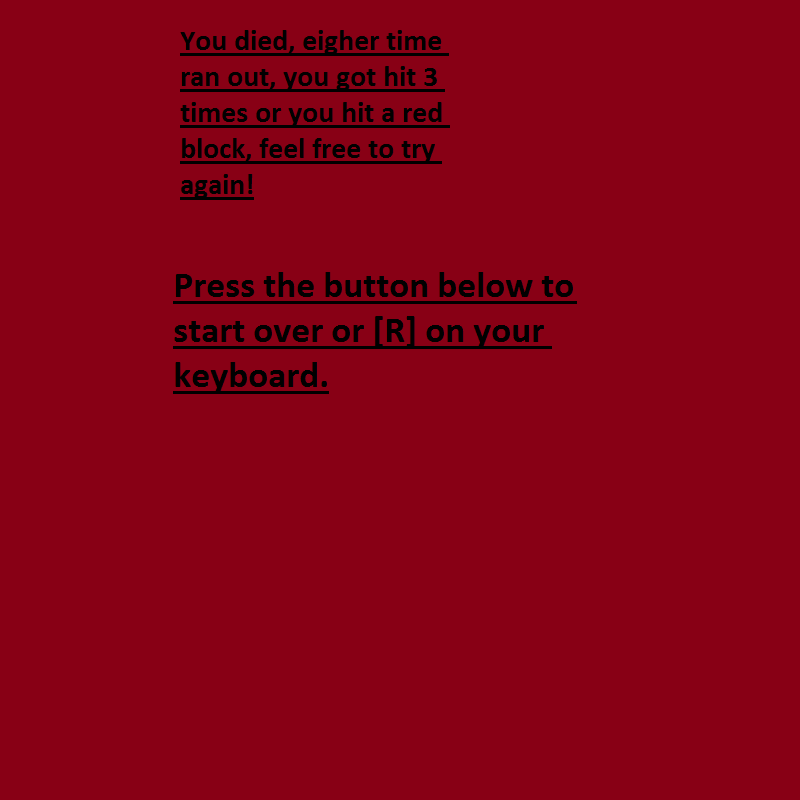 You died, eigher time
ran out, you got hit 3
times or you hit a red
block, feel free to try
again!
Press the button below to
start over or [R] on your
keyboard.